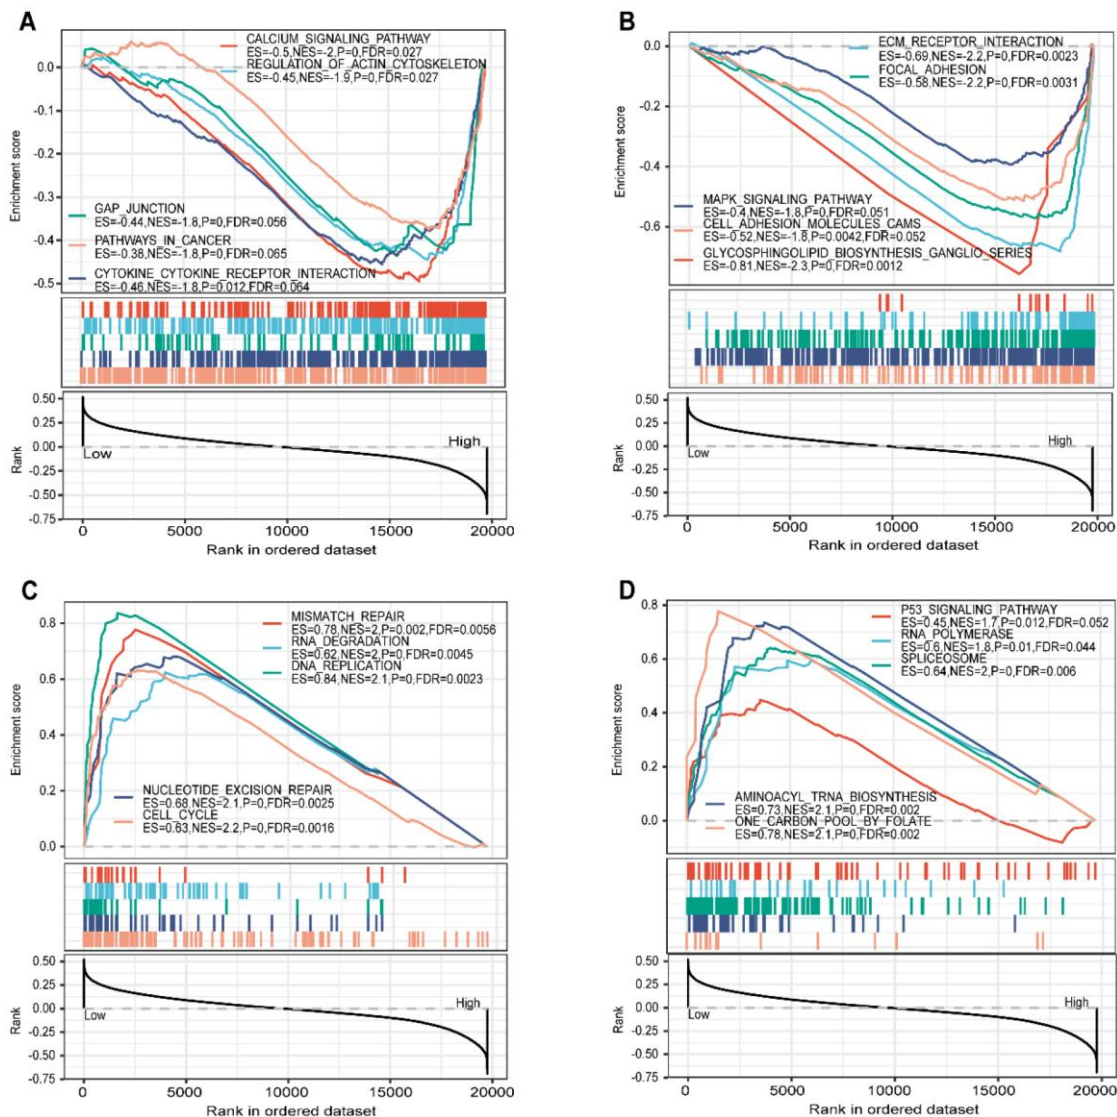 A
CALCIUM_SIGNALING_PATHWAY
ES=-0.5,NES=-2,P=0,FDR=0.027
REGULATION_OF_ACTIN_CYTOSKELETON
ES=-0.45,NES=-1.9,P=0,FDR=0.027
0.0
-0.1
-0.2
-0.3
-0.4
-0.5
Enrichment score
GAP_JUNCTION
ES=-0.44,NES=-1.8,P=0,FDR=0.056
PATHWAYS_IN_CANCER
ES=-0.38,NES=-1.8,P=0,FDR=0.065
CYTOKINE_CYTOKINE_RECEPTOR_INTERACTION
ES=-0.46,NES=-1.8,P=0.012,FDR=0.064
0.50
0.25
0.00
-0.25
-0.50
-0.75
Rank
Low
High
0 5000 10000 15000 20000
Rank in ordered dataset
B
ECM_RECEPTOR_INTERACTION
ES=-0.69,NES=-2.2,P=0,FDR=0.0023
FOCAL_ADHESION
ES=-0.58,NES=-2.2,P=0,FDR=0.0031
0.0
-0.2
-0.4
-0.6
Enrichment score
MAPK_SIGNALING_PATHWAY
ES=-0.4,NES=-1.8,P=0,FDR=0.051
CELL_ADHESION_MOLECULES_CAMS
ES=-0.52,NES=-1.8,P=0.0042,FDR=0.052
GLYCOSPHINGOLIPID_BIOSYNTHESIS_GANGLIO_SERIES
ES=-0.81,NES=-2.3,P=0,FDR=0.0012
0.50
0.25
0.00
-0.25
-0.50
-0.75
Rank
Low
High
0 5000 10000 15000 20000
Rank in ordered dataset
C
MISMATCH_REPAIR
ES=0.78,NES=2,P=0.002,FDR=0.0056
RNA_DEGRADATION
ES=0.62,NES=2,P=0,FDR=0.0045
DNA_REPLICATION
ES=0.84,NES=2.1,P=0,FDR=0.0023
0.8
0.6
0.4
0.2
0.0
Enrichment score
NUCLEOTIDE_EXCISION_REPAIR
ES=0.68,NES=2.1,P=0,FDR=0.0025
CELL_CYCLE
ES=0.63,NES=2.2,P=0,FDR=0.0016
0.50
0.25
0.00
-0.25
-0.50
-0.75
Rank
Low
High
0 5000 10000 15000 20000
Rank in ordered dataset
D
P53_SIGNALING_PATHWAY
ES=0.45,NES=1.7,P=0.012,FDR=0.052
RNA_POLYMERASE
ES=0.6,NES=1.8,P=0.01,FDR=0.044
SPLICEOSOME
ES=0.64,NES=2,P=0,FDR=0.006
0.8
0.6
0.4
0.2
0.0
Enrichment score
AMINOACYL_TRNA_BIOSYNTHESIS
ES=0.73,NES=2.1,P=0,FDR=0.002
ONE_CARBON_POOL_BY_FOLATE
ES=0.78,NES=2.1,P=0,FDR=0.002
0.50
0.25
0.00
-0.25
-0.50
-0.75
Rank
Low
High
0 5000 10000 15000 20000
Rank in ordered dataset